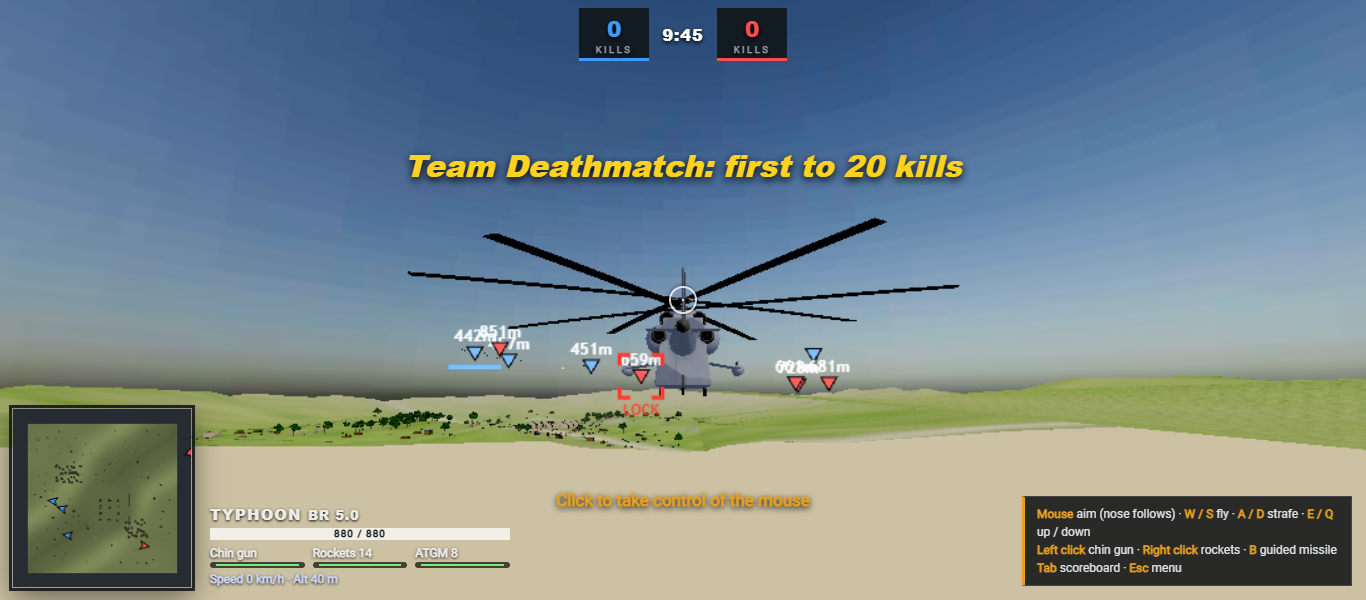 0
KILLS
9:45
0
KILLS
Team Deathmatch: first to 20 kills
851m
451m
LOCK
Click to take control of the mouse
TYPHOON BR 5.0
880 / 880
Chin gun
Rockets 14
ATGM 8
Speed 0 km/h · Alt 40 m
Mouse aim (nose follows) · W / S fly · A / D strafe · E / Q
up / down
Left click chin gun · Right click rockets · B guided missile
Tab scoreboard · Esc menu